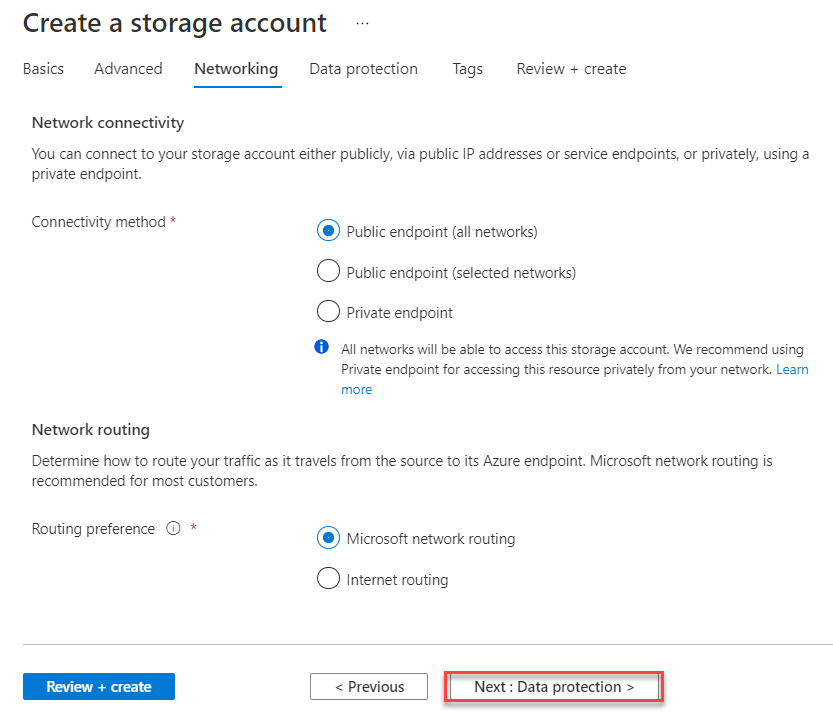 Create a storage account ...
Basics Advanced Networking Data protection Tags Review + create
Network connectivity
You can connect to your storage account either publicly, via public IP addresses or service endpoints, or privately, using a
private endpoint.
Connectivity method *
Public endpoint (all networks)
Public endpoint (selected networks)
Private endpoint
All networks will be able to access this storage account. We recommend using
Private endpoint for accessing this resource privately from your network. Learn
more
Network routing
Determine how to route your traffic as it travels from the source to its Azure endpoint. Microsoft network routing is
recommended for most customers.
Routing preference *
Microsoft network routing
Internet routing
Review + create < Previous Next : Data protection >